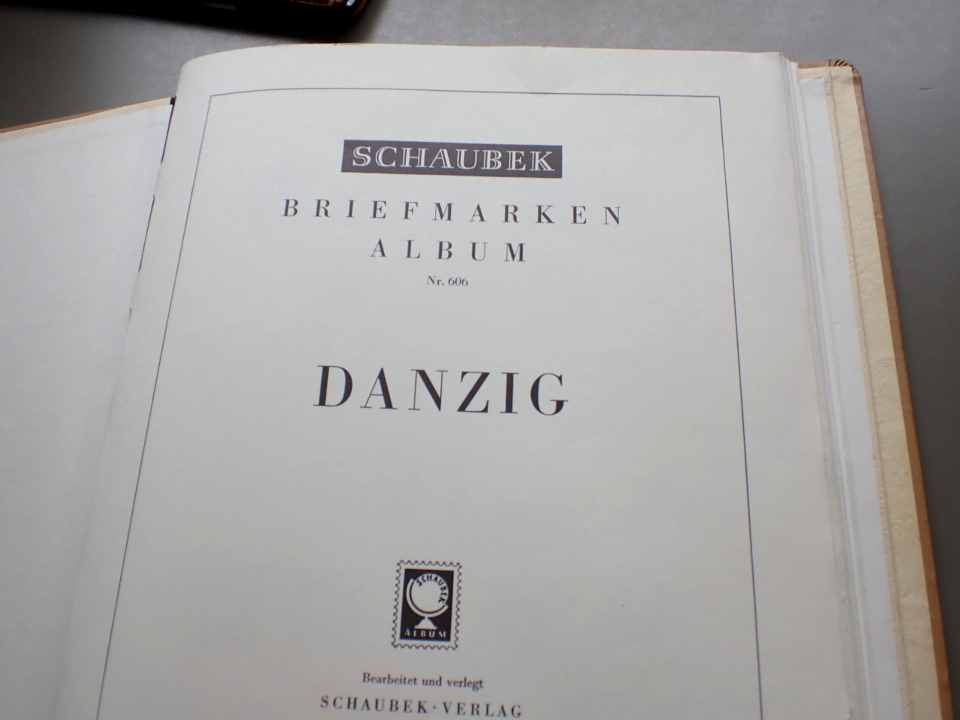 SCHAUBEK
BRIEFMARKEN
ALBUM
Nr. 606
DANZIG
SCHAUBEK
ALBUM
Bearbeitet und verlegt
SCHAUBEK · VERLAG